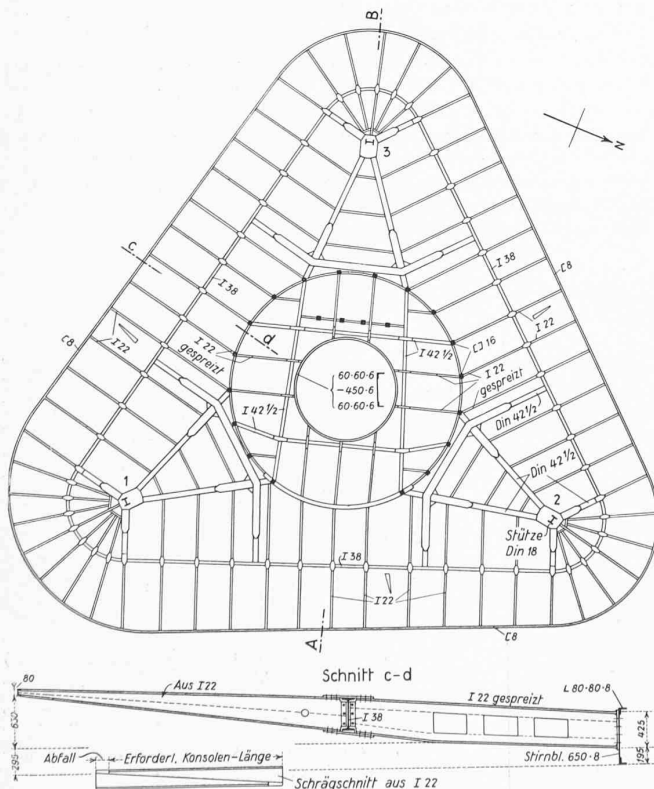 B
N
3
C
I 38
I 38
[8
d
I 22
I 22
gespreizt
[8
I 22
[] 16
I 42 1/2
I 22
gespreizt
60·60·6
-450·6
60·60·6
I 42 1/2
Din 42 1/2
1
Din 42 1/2
2
Stütze
Din 18
I 38
I 22
A
[8
Schnitt c-d
80
Aus I 22
I 22 gespreizt
L 80·80·8
I 38
630
425
295
Abfall
Erforderl. Konsolen-Länge
Stirnbl. 650·8
195
Schrägschnitt aus I 22